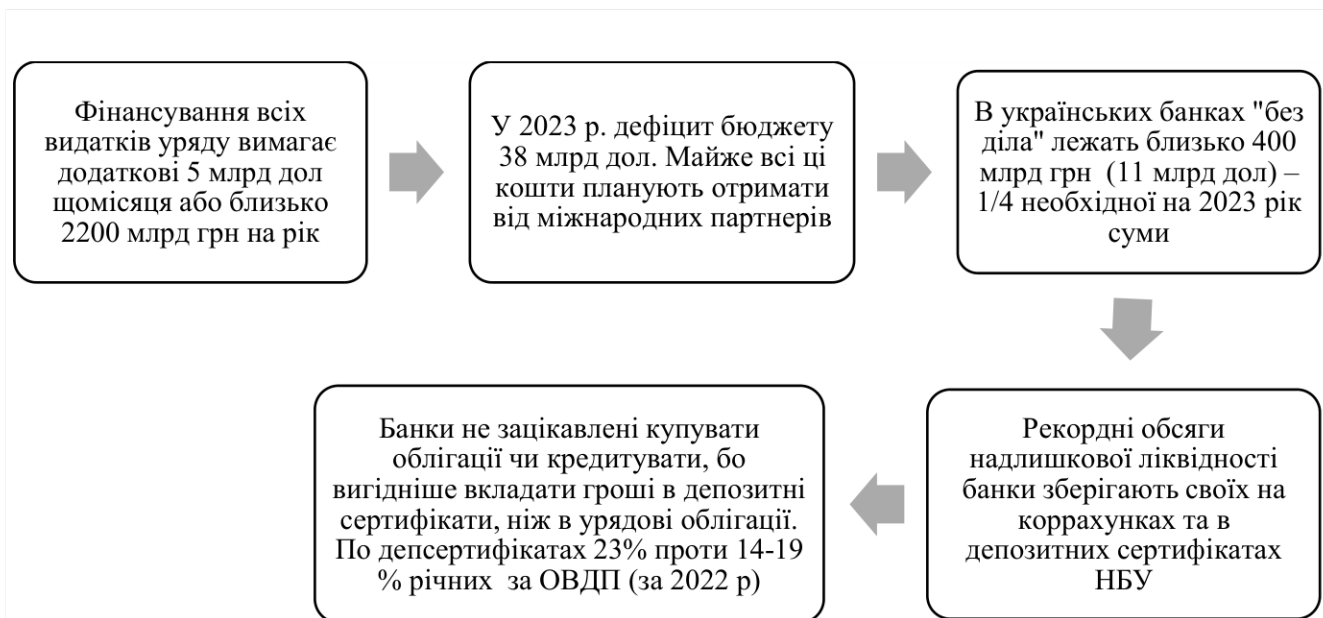 Фінансування всіх
видатків уряду вимагає
додаткові 5 млрд дол
щомісяця або близько
2200 млрд грн на рік
У 2023 р. дефіцит бюджету
38 млрд дол. Майже всі ці
кошти планують отримати
від міжнародних партнерів
В українських банках "без
діла" лежать близько 400
млрд грн (11 млрд дол) –
1/4 необхідної на 2023 рік
суми
Рекордні обсяги
надлишкової ліквідності
банки зберігають своїх на
коррахунках та в
депозитних сертифікатах
НБУ
Банки не зацікавлені купувати
облігації чи кредитувати, бо
вигідніше вкладати гроші в депозитні
сертифікати, ніж в урядові облігації.
По депсертифікатах 23% проти 14-19
% річних за ОВДП (за 2022 р)